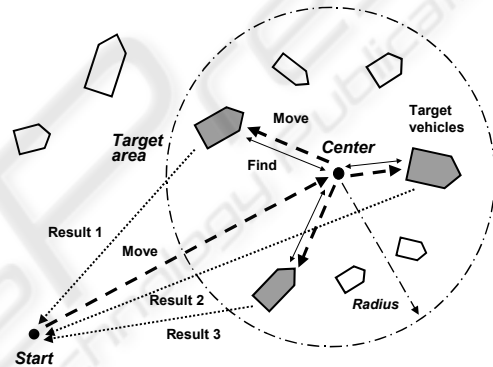 Target
area
Move
Center
Target
vehicles
Find
Result 1
Move
Result 2
Radius
Result 3
Start